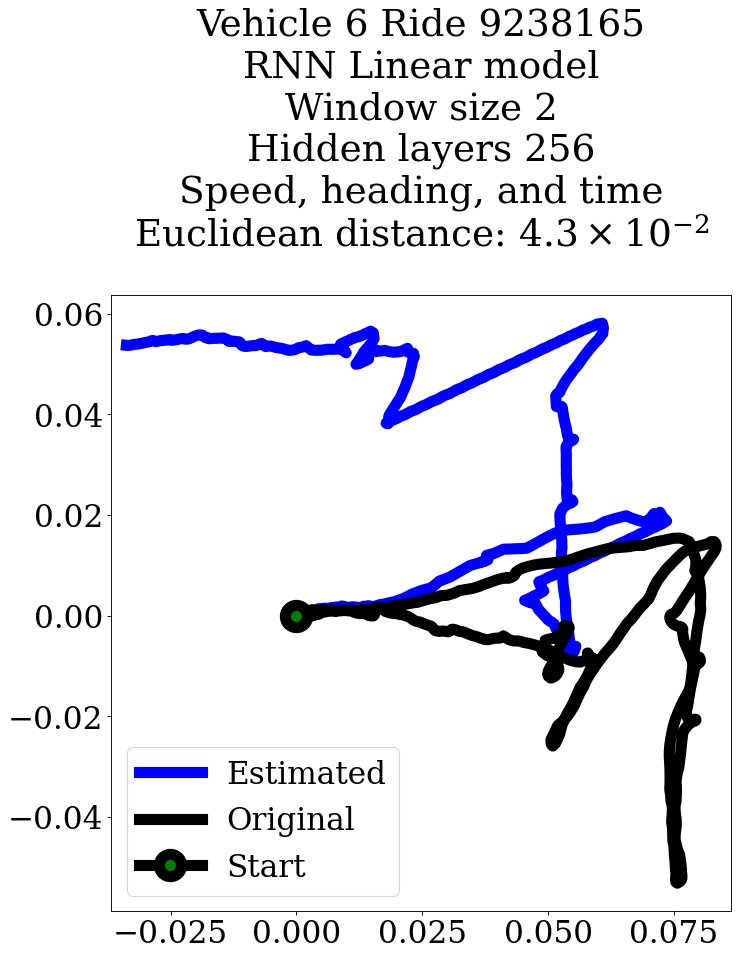 Vehicle 6 Ride 9238165
RNN Linear model
Window size 2
Hidden layers 256
Speed, heading, and time
Euclidean distance: 4.3 × 10⁻²
0.06
0.04
0.02
0.00
−0.02
−0.04
Estimated
Original
Start
−0.025 0.000 0.025 0.050 0.075